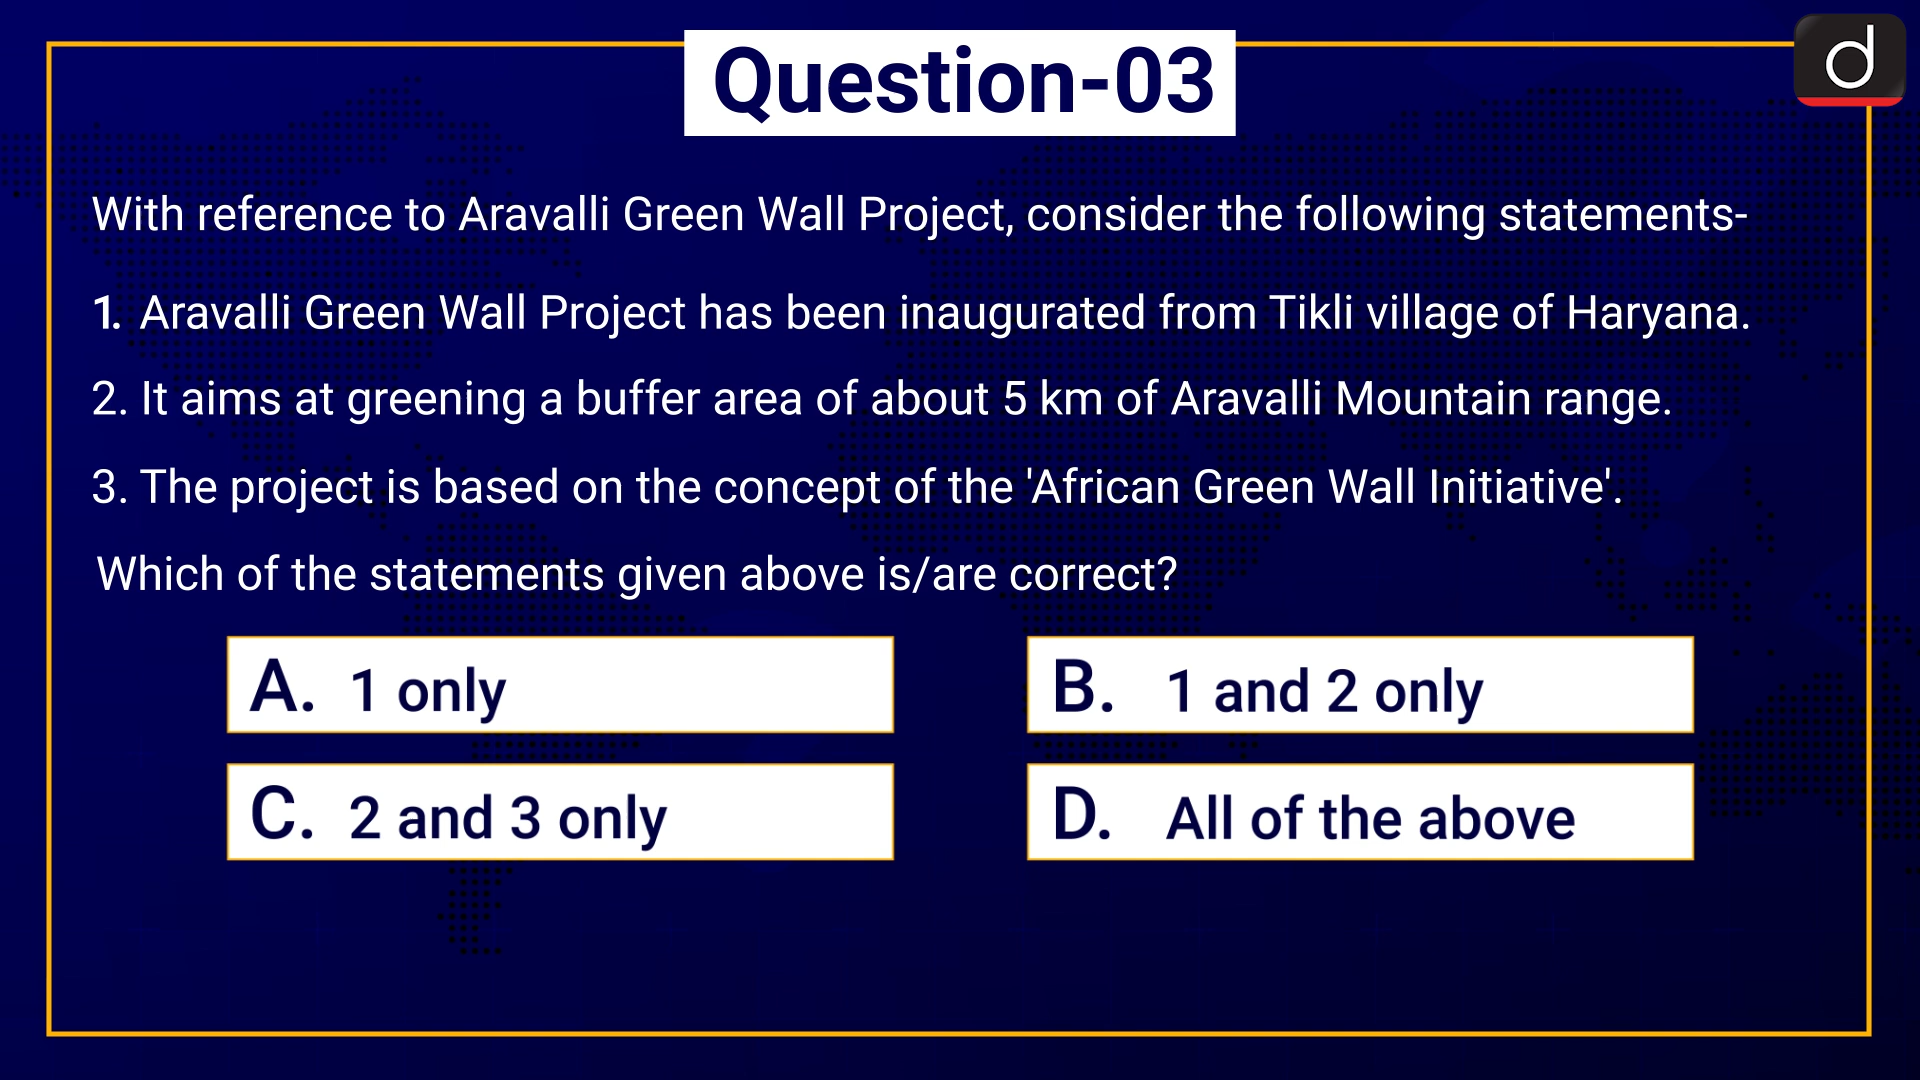 Question-03
d
With reference to Aravalli Green Wall Project, consider the following statements-
1. Aravalli Green Wall Project has been inaugurated from Tikli village of Haryana.
2. It aims at greening a buffer area of about 5 km of Aravalli Mountain range.
3. The project is based on the concept of the 'African Green Wall Initiative'.
Which of the statements given above is/are correct?
A. 1 only
B. 1 and 2 only
C. 2 and 3 only
D. All of the above